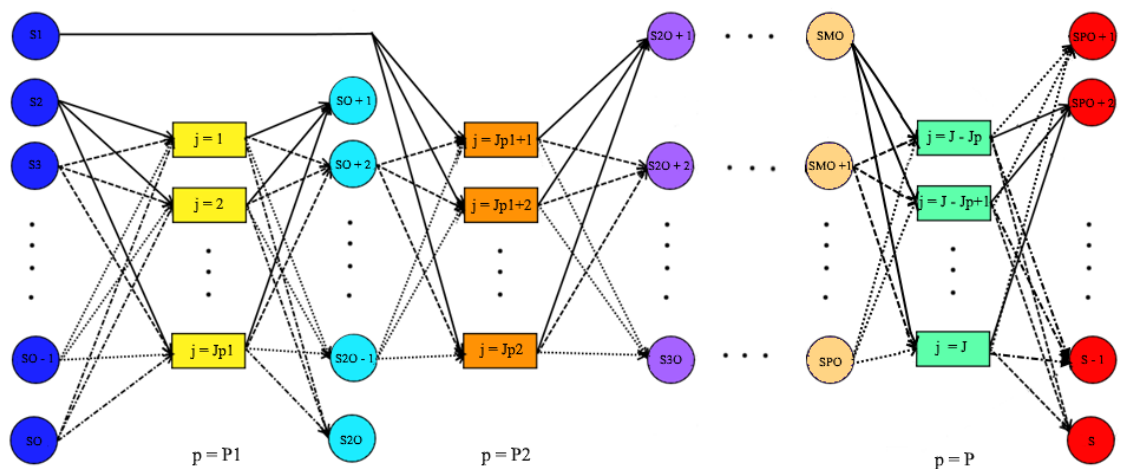 S1
S2
S3
SO - 1
SO
j = 1
j = 2
j = Jp1
p = P1
SO + 1
SO + 2
S2O - 1
S2O
j = Jp1+1
j = Jp1+2
j = Jp2
p = P2
S2O + 1
S2O + 2
S3O
SMO
SMO +1
SPO
j = J - Jp
j = J - Jp+1
j = J
p = P
SPO + 1
SPO + 2
S - 1
S